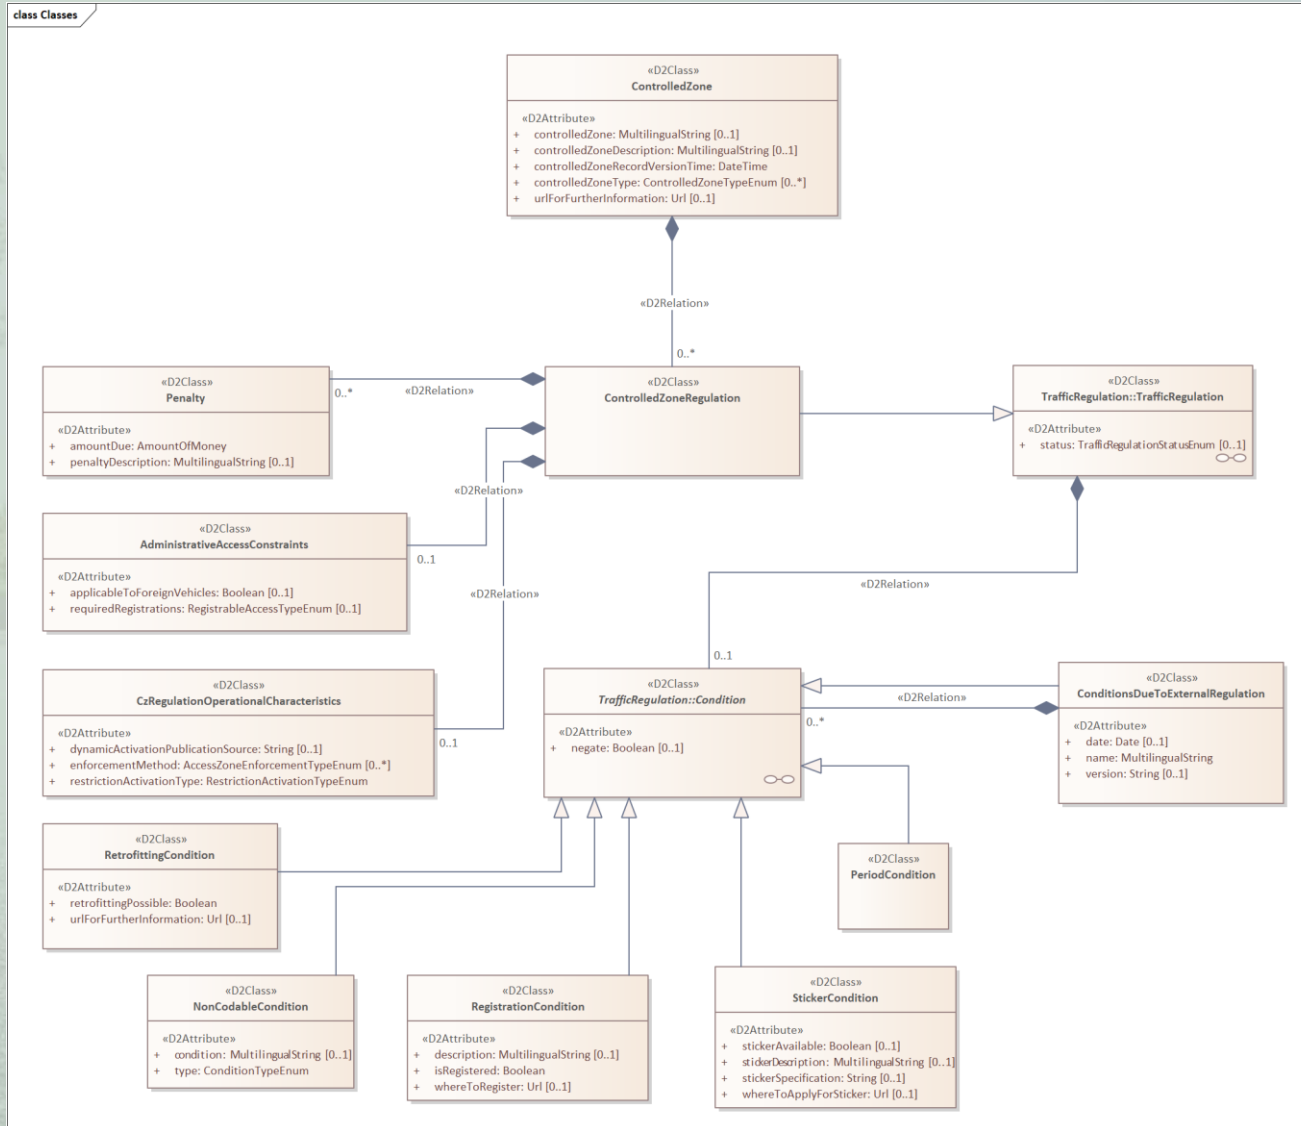 class Classes
«D2Class»
ControlledZone
«D2Attribute»
+ controlledZone: MultilingualString [0..1]
+ controlledZoneDescription: MultilingualString [0..1]
+ controlledZoneRecordVersionTime: DateTime
+ controlledZoneType: ControlledZoneTypeEnum [0..*]
+ urlForFurtherInformation: Url [0..1]
«D2Relation»
0..*
«D2Class»
Penalty
«D2Attribute»
+ amountDue: AmountOfMoney
+ penaltyDescription: MultilingualString [0..1]
0..*
«D2Relation»
«D2Class»
ControlledZoneRegulation
«D2Class»
TrafficRegulation::TrafficRegulation
«D2Attribute»
+ status: TrafficRegulationStatusEnum [0..1]
«D2Relation»
«D2Class»
AdministrativeAccessConstraints
«D2Attribute»
+ applicableToForeignVehicles: Boolean [0..1]
+ requiredRegistrations: RegistrableAccessTypeEnum [0..1]
0..1
«D2Relation»
«D2Relation»
0..1
«D2Class»
CzRegulationOperationalCharacteristics
«D2Attribute»
+ dynamicActivationPublicationSource: String [0..1]
+ enforcementMethod: AccessZoneEnforcementTypeEnum [0..*]
+ restrictionActivationType: RestrictionActivationTypeEnum
0..1
«D2Class»
TrafficRegulation::Condition
+ negate: Boolean [0..1]
«D2Relation»
0..*
«D2Class»
ConditionsDueToExternalRegulation
«D2Attribute»
+ date: Date [0..1]
+ name: MultilingualString
+ version: String [0..1]
«D2Class»
RetrofittingCondition
«D2Attribute»
+ retrofittingPossible: Boolean
+ urlForFurtherInformation: Url [0..1]
«D2Class»
PeriodCondition
«D2Class»
NonCodableCondition
«D2Attribute»
+ condition: MultilingualString [0..1]
+ type: ConditionTypeEnum
«D2Class»
RegistrationCondition
«D2Attribute»
+ description: MultilingualString [0..1]
+ isRegistered: Boolean
+ whereToRegister: Url [0..1]
«D2Class»
StickerCondition
«D2Attribute»
+ stickerAvailable: Boolean [0..1]
+ stickerDescription: MultilingualString [0..1]
+ stickerSpecification: String [0..1]
+ whereToApplyForSticker: Url [0..1]